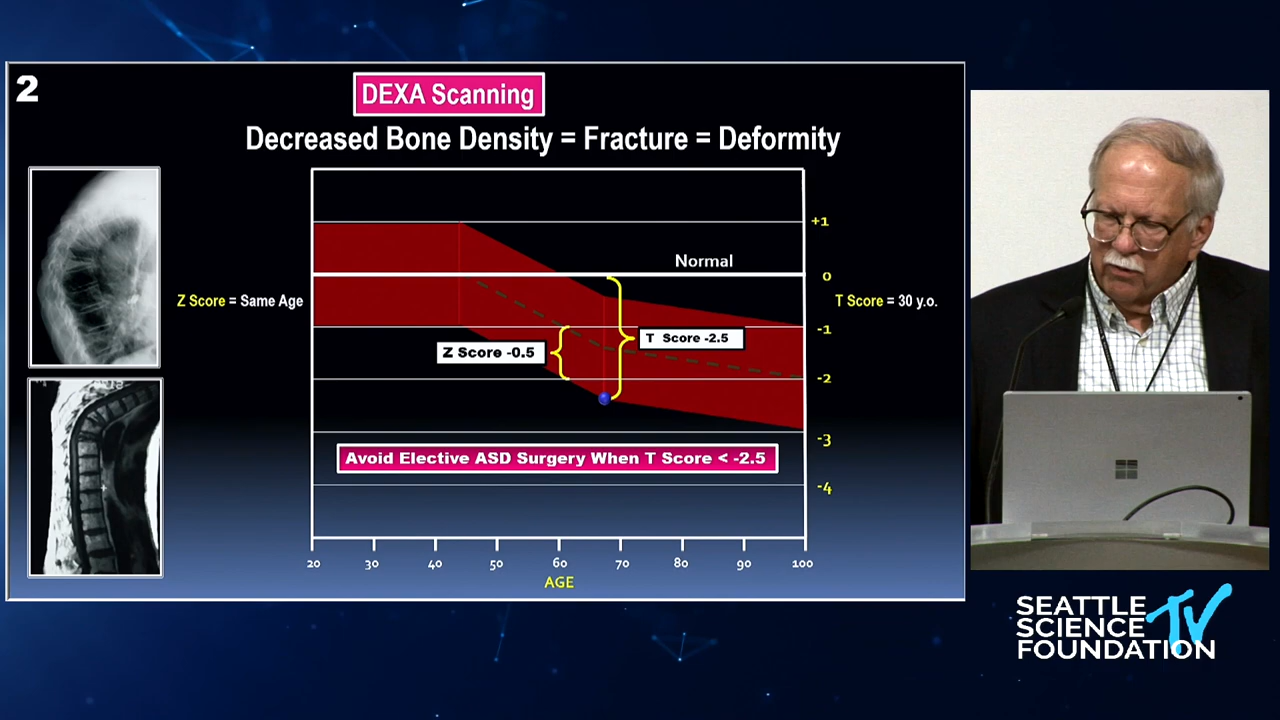 2
DEXA Scanning
Decreased Bone Density = Fracture = Deformity
+1
Normal
0
Z Score = Same Age
T Score = 30 y.o.
-1
T Score -2.5
Z Score -0.5
-2
-3
Avoid Elective ASD Surgery When T Score < -2.5
-4
20 30 40 50 60 70 80 90 100
AGE
SEATTLE
SCIENCE TV
FOUNDATION